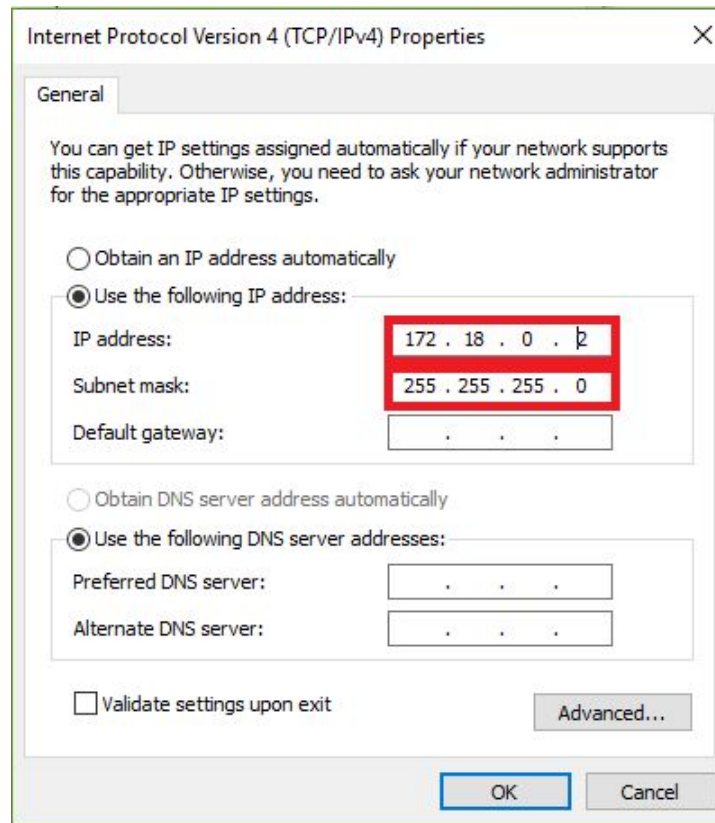 Internet Protocol Version 4 (TCP/IPv4) Properties
General
You can get IP settings assigned automatically if your network supports
this capability. Otherwise, you need to ask your network administrator
for the appropriate IP settings.
Obtain an IP address automatically
Use the following IP address:
IP address: 172 . 18 . 0 . 2
Subnet mask: 255 . 255 . 255 . 0
Default gateway: . . .
Obtain DNS server address automatically
Use the following DNS server addresses:
Preferred DNS server: . . .
Alternate DNS server: . . .
Validate settings upon exit
Advanced...
OK Cancel